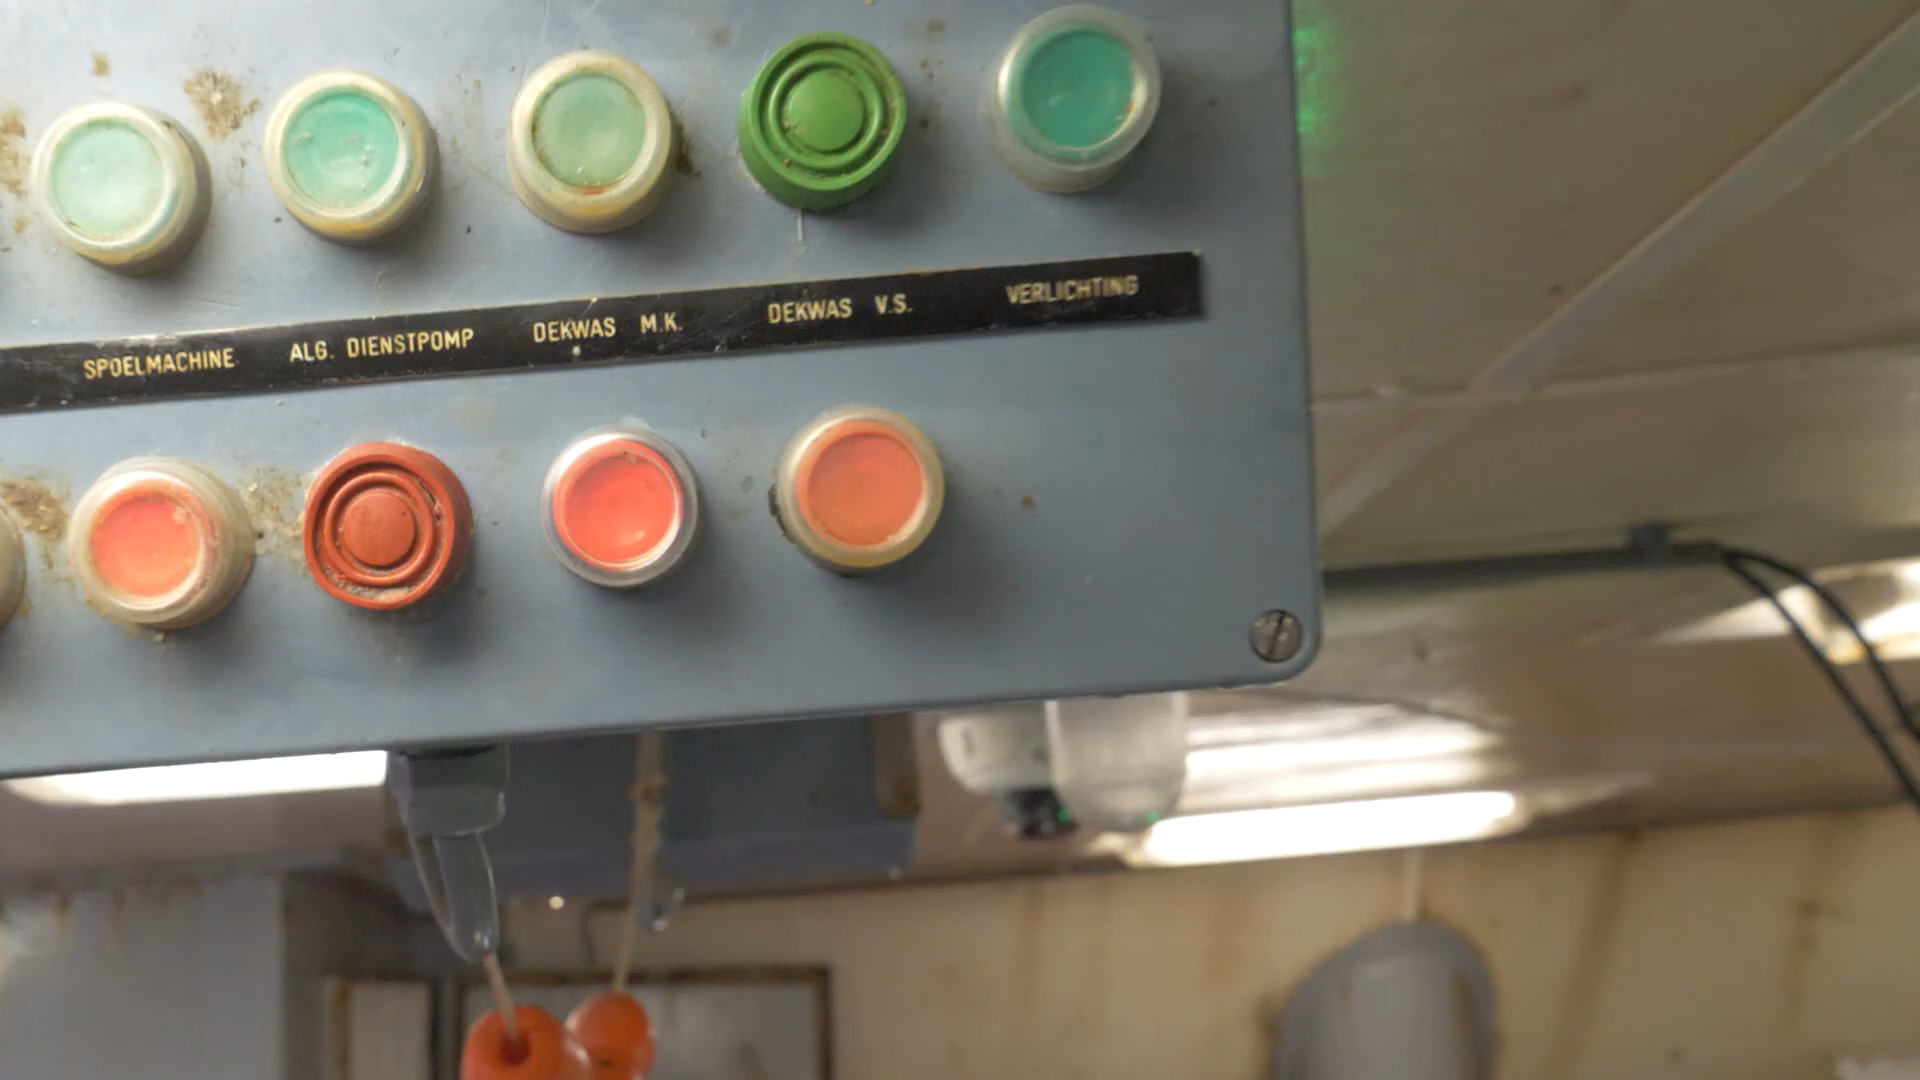 SPOELMACHINE ALG. DIENSTPOMP DEKWAS M.K. DEKWAS V.S. VERLICHTING